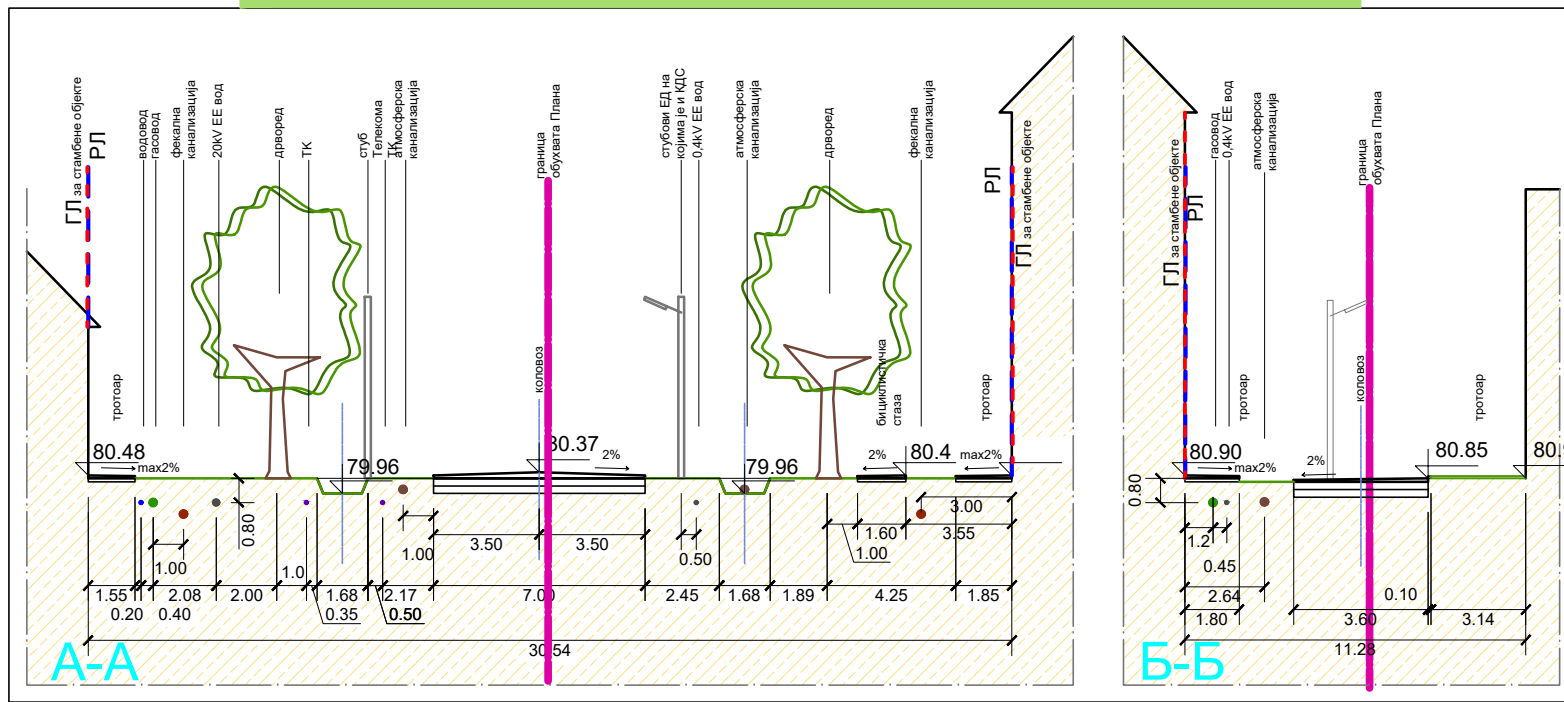 ГЛ за стамбене објекте
РЛ
водовод
гасовод
фекална
канализација
20kV ЕЕ вод
дрворед
ТК
стуб
Телекома
ТК
атмосферска
канализација
граница
обухвата Плана
стубови ЕД на
којима је и КДС
0,4kV ЕЕ вод
атмосферска
канализација
дрворед
фекална
канализација
РЛ
ГЛ за стамбене објекте
тротоар
коловоз
бициклистичка
стаза
тротоар
80.48
max2%
79.96
80.37
2%
79.96
2%
80.4
max2%
0.80
1.00
1.00
3.50
3.50
0.50
1.00
1.60
3.00
3.55
1.55
0.20
0.40
2.08
2.00
1.0
0.35
1.68
0.50
2.17
7.00
2.45
1.68
1.89
4.25
1.85
30.54
А-А
ГЛ за стамбене објекте
РЛ
гасовод
0,4kV ЕЕ вод
атмосферска
канализација
граница
обухвата Плана
тротоар
коловоз
тротоар
80.90
max2%
2%
80.85
80.
0.80
1.2
0.45
2.64
1.80
3.60
0.10
3.14
11.28
Б-Б